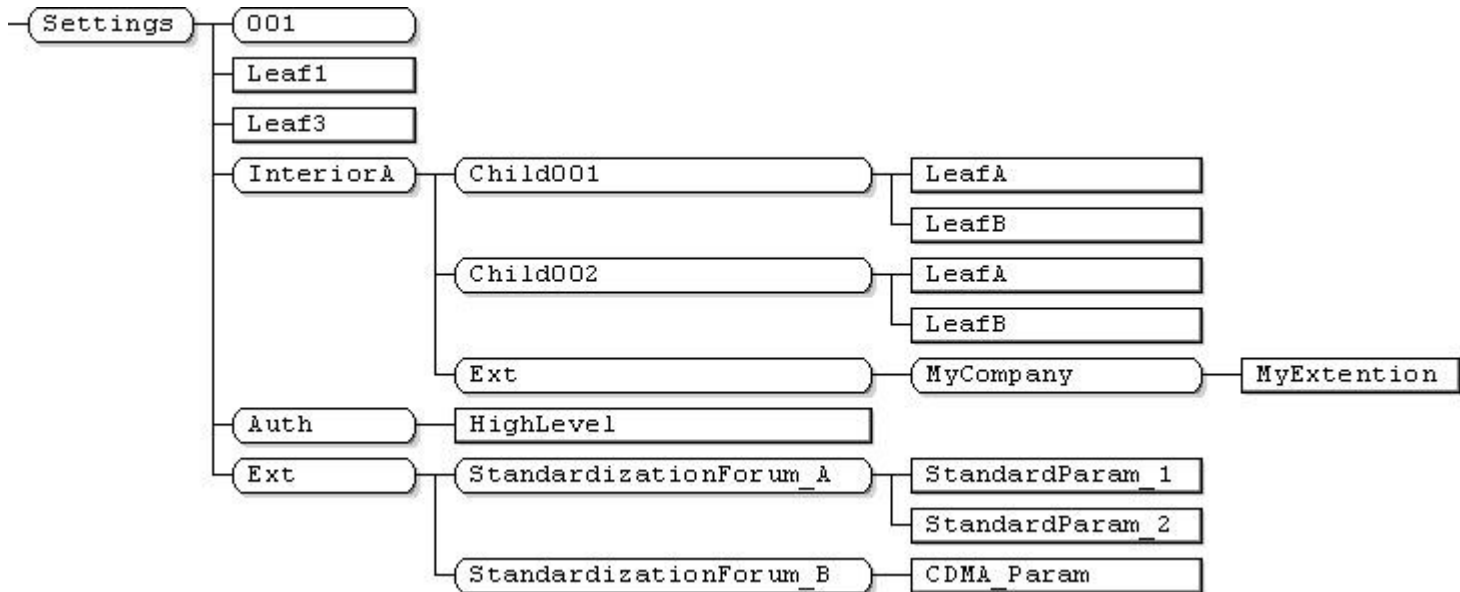 Settings
001
Leaf1
Leaf3
InteriorA
Child001
LeafA
LeafB
Child002
LeafA
LeafB
Ext
MyCompany
MyExtention
Auth
HighLevel
Ext
StandardizationForum_A
StandardParam_1
StandardParam_2
StandardizationForum_B
CDMA_Param